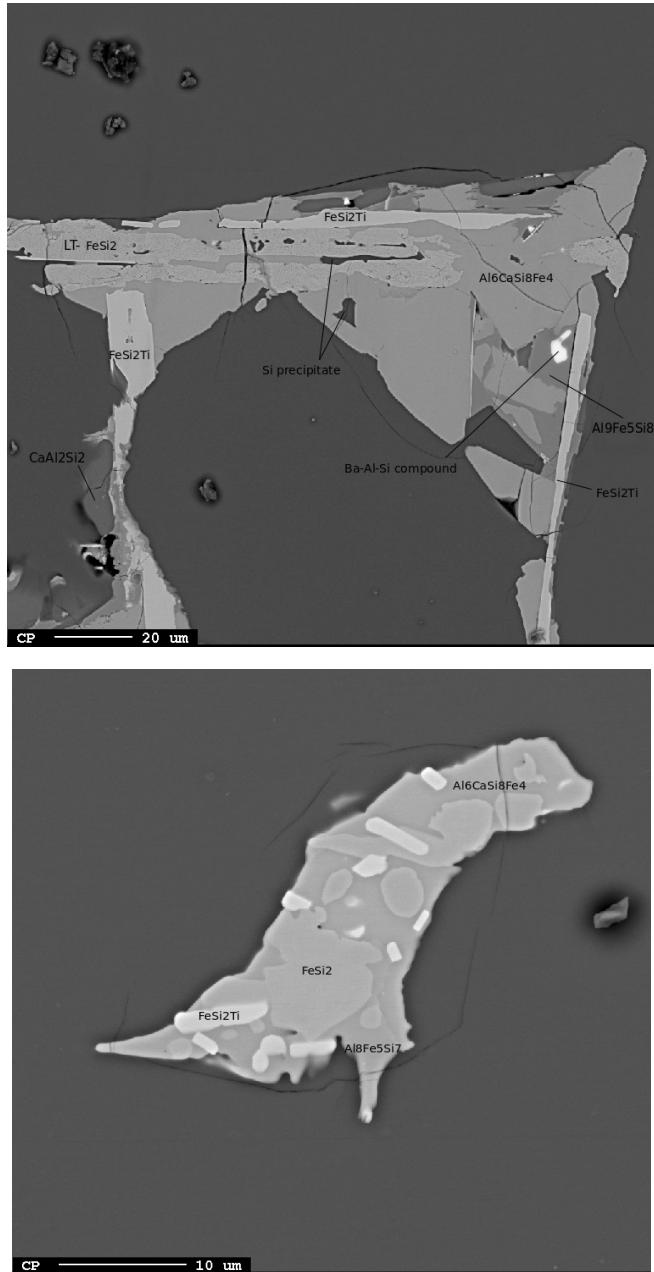 FeSi2Ti
LT- FeSi2
Al6CaSi8Fe4
FeSi2Ti
Si precipitate
Al9Fe5Si8
CaAl2Si2
Ba-Al-Si compound
FeSi2Ti
CP 20 um
Al6CaSi8Fe4
FeSi2
FeSi2Ti
Al8Fe5Si7
CP 10 um